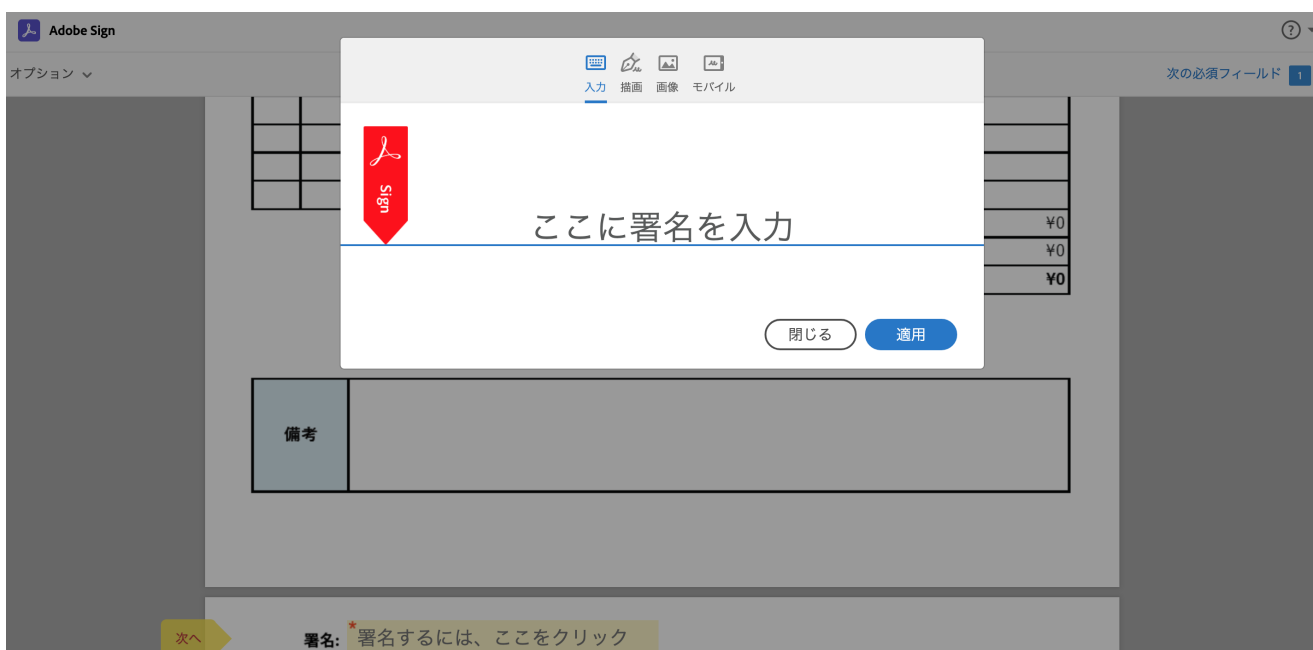 Adobe Sign
?
オプション
入力 描画 画像 モバイル
次の必須フィールド 1
Sign
ここに署名を入力
¥0
¥0
¥0
閉じる 適用
備考
次へ
署名: *署名するには、ここをクリック